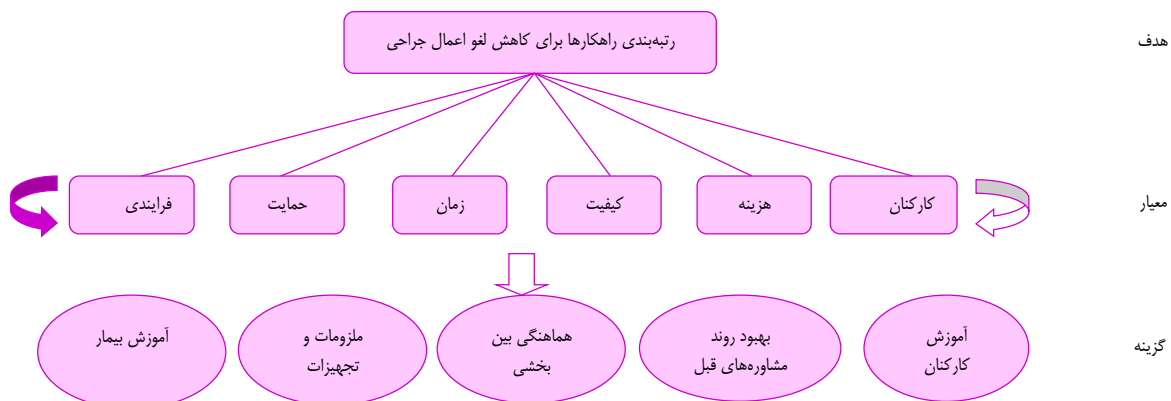 هدف
رتبه‌بندی راهکارها برای کاهش لغو اعمال جراحی
معیار
کارکنان
هزینه
کیفیت
زمان
حمایت
فرایندی
گزینه
آموزش
کارکنان
بهبود روند
مشاوره‌های قبل
هماهنگی بین
بخشی
ملزومات و
تجهیزات
آموزش بیمار